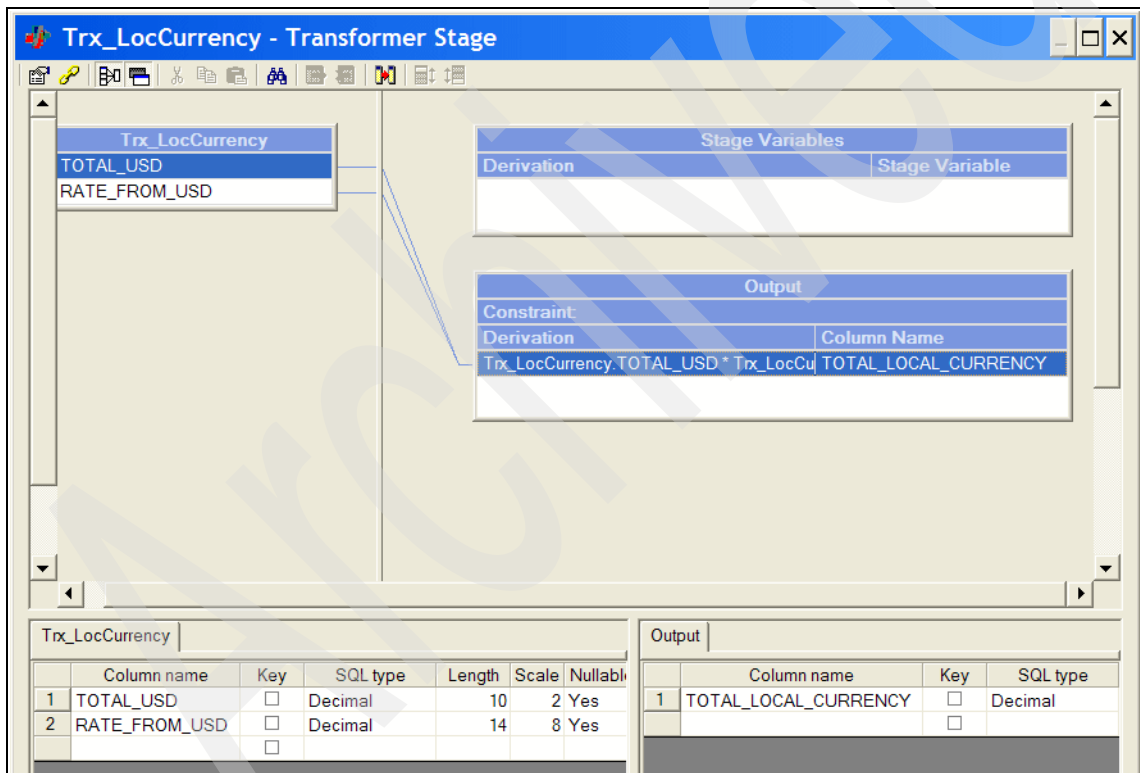 Trx_LocCurrency - Transformer Stage
Trx_LocCurrency
TOTAL_USD
RATE_FROM_USD
Stage Variables
Derivation Stage Variable
Output
Constraint:
Derivation Column Name
Trx_LocCurrency.TOTAL_USD * Trx_LocCu TOTAL_LOCAL_CURRENCY
Trx_LocCurrency
Column name Key SQL type Length Scale Nullabl
1 TOTAL_USD Decimal 10 2 Yes
2 RATE_FROM_USD Decimal 14 8 Yes
Output
Column name Key SQL type
1 TOTAL_LOCAL_CURRENCY Decimal